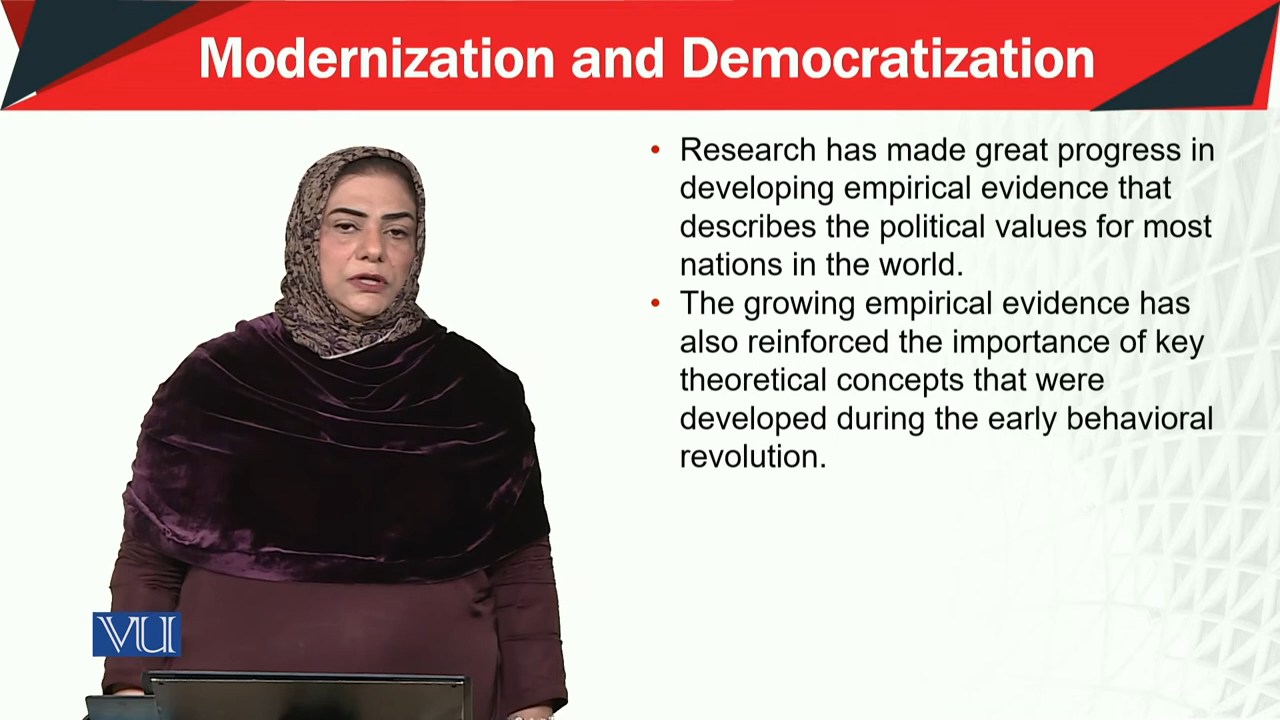 Modernization and Democratization
• Research has made great progress in
developing empirical evidence that
describes the political values for most
nations in the world.
• The growing empirical evidence has
also reinforced the importance of key
theoretical concepts that were
developed during the early behavioral
revolution.
VU